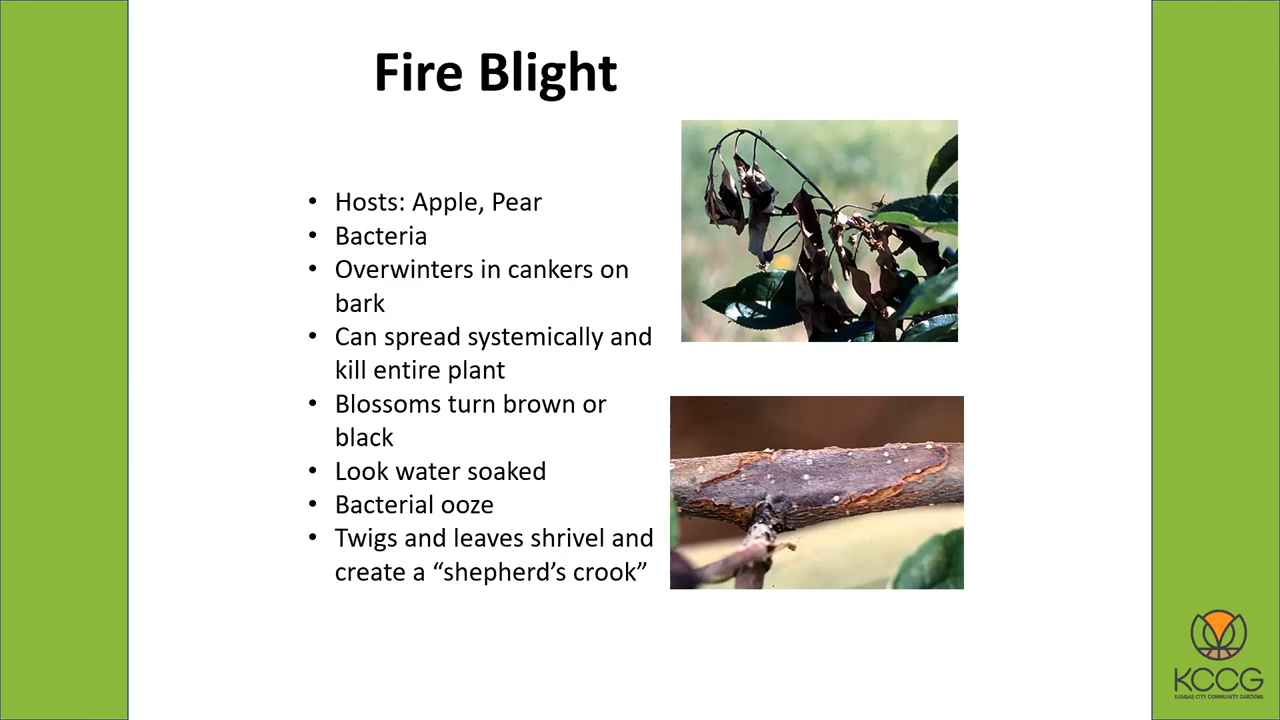 Fire Blight
• Hosts: Apple, Pear
• Bacteria
• Overwinters in cankers on
bark
• Can spread systemically and
kill entire plant
• Blossoms turn brown or
black
• Look water soaked
• Bacterial ooze
• Twigs and leaves shrivel and
create a “shepherd’s crook”
KCCG
KANSAS CITY COMMUNITY GARDENS